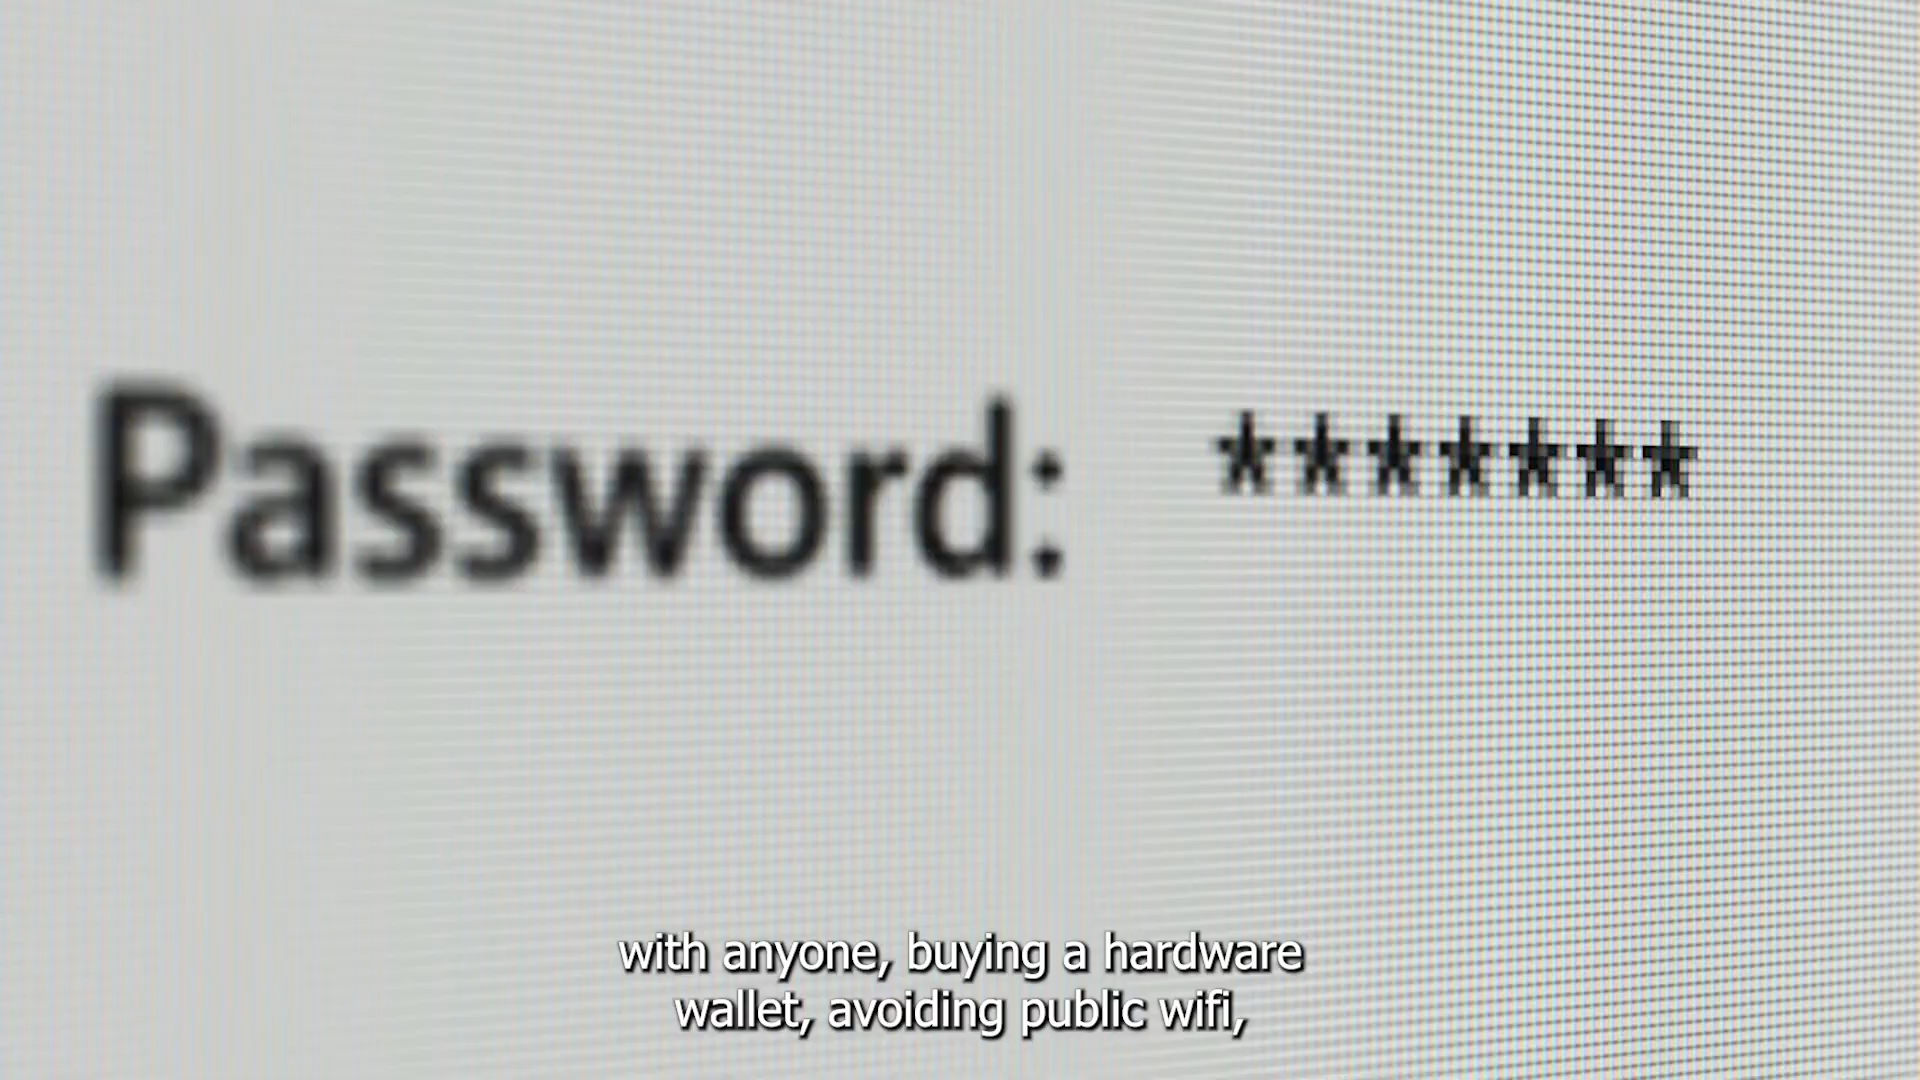 Password: *******
with anyone, buying a hardware
wallet, avoiding public wifi,